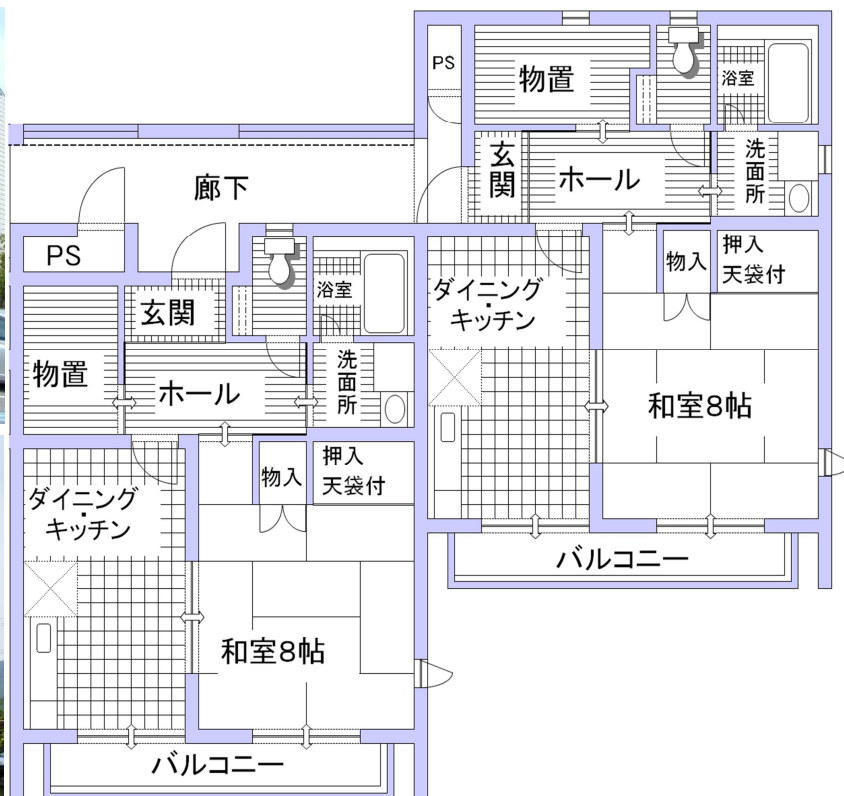 PS
物置
浴室
玄関
ホール
洗面所
廊下
PS
ダイニング
・
キッチン
物入
押入
天袋付
和室8帖
バルコニー
玄関
浴室
物置
ホール
洗面所
ダイニング
・
キッチン
物入
押入
天袋付
和室8帖
バルコニー